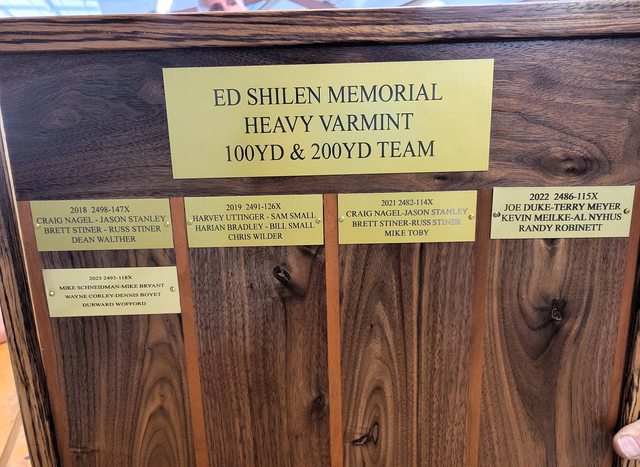 ED SHILEN MEMORIAL
HEAVY VARMINT
100YD & 200YD TEAM
2018 2498-147X
CRAIG NAGEL - JASON STANLEY
BRETT STINER - RUSS STINER
DEAN WALTHER
2019 2491-126X
HARVEY UTTINGER - SAM SMALL
HARIAN BRADLEY - BILL SMALL
CHRIS WILDER
2021 2482-114X
CRAIG NAGEL-JASON STANLEY
BRETT STINER-RUSS STINER
MIKE TOBY
2022 2486-115X
JOE DUKE-TERRY MEYER
KEVIN MEILKE-AL NYHUS
RANDY ROBINETT
2023 2493-118X
MIKE SCHNEIDMAN-MIKE BRYANT
WAYNE CORLEY-DENNIS BOYET
DURWARD WOFFORD